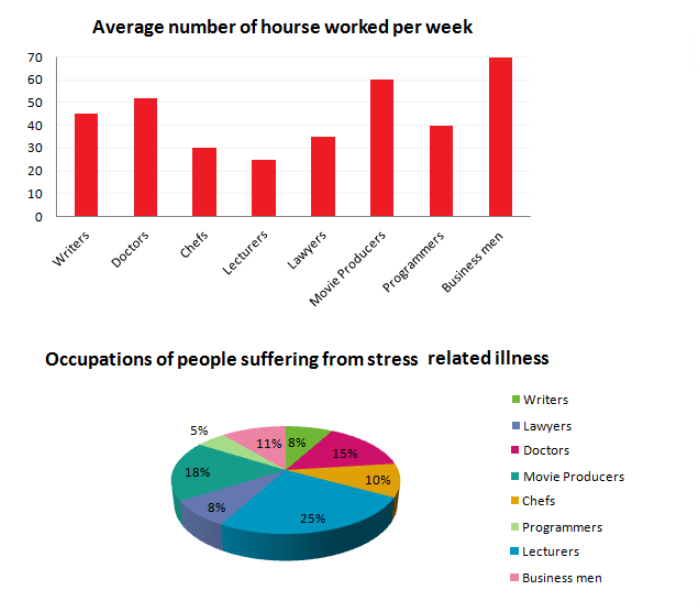 Average number of hourse worked per week
70
60
50
40
30
20
10
0
Writers
Doctors
Chefs
Lecturers
Lawyers
Movie Producers
Programmers
Business men
Occupations of people suffering from stress related illness
5%
11%
8%
15%
18%
10%
8%
25%
Writers
Lawyers
Doctors
Movie Producers
Chefs
Programmers
Lecturers
Business men